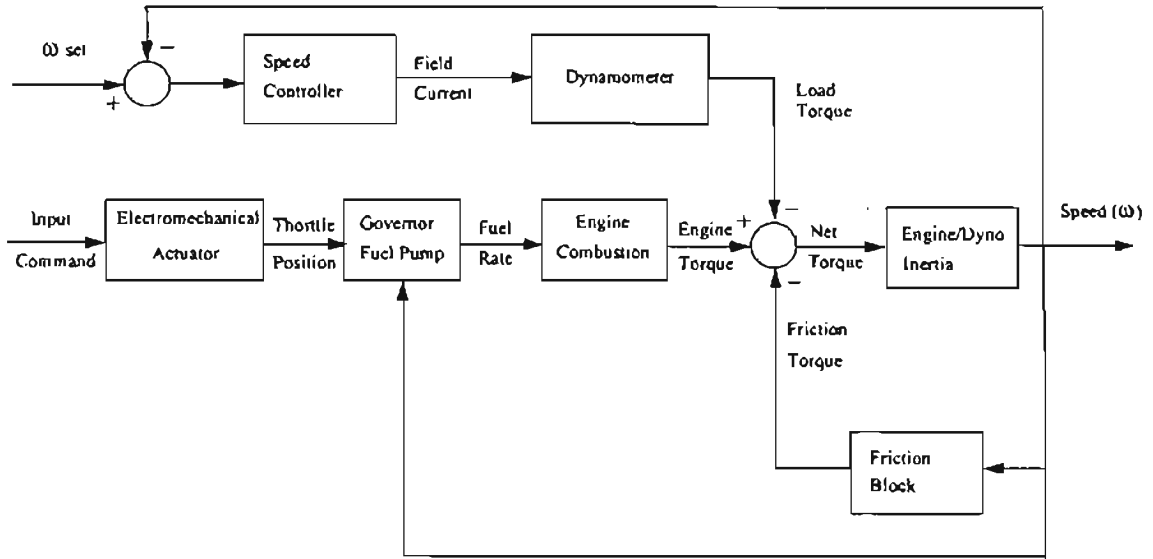 ω set
−
+
Speed
Controller
Field
Current
Dynamometer
Load
Torque
Input
Command
Electromechanical
Actuator
Throttle
Position
Governor
Fuel Pump
Fuel
Rate
Engine
Combustion
Engine
Torque
+
−
−
Net
Torque
Engine/Dyno
Inertia
Speed (ω)
Friction
Torque
Friction
Block